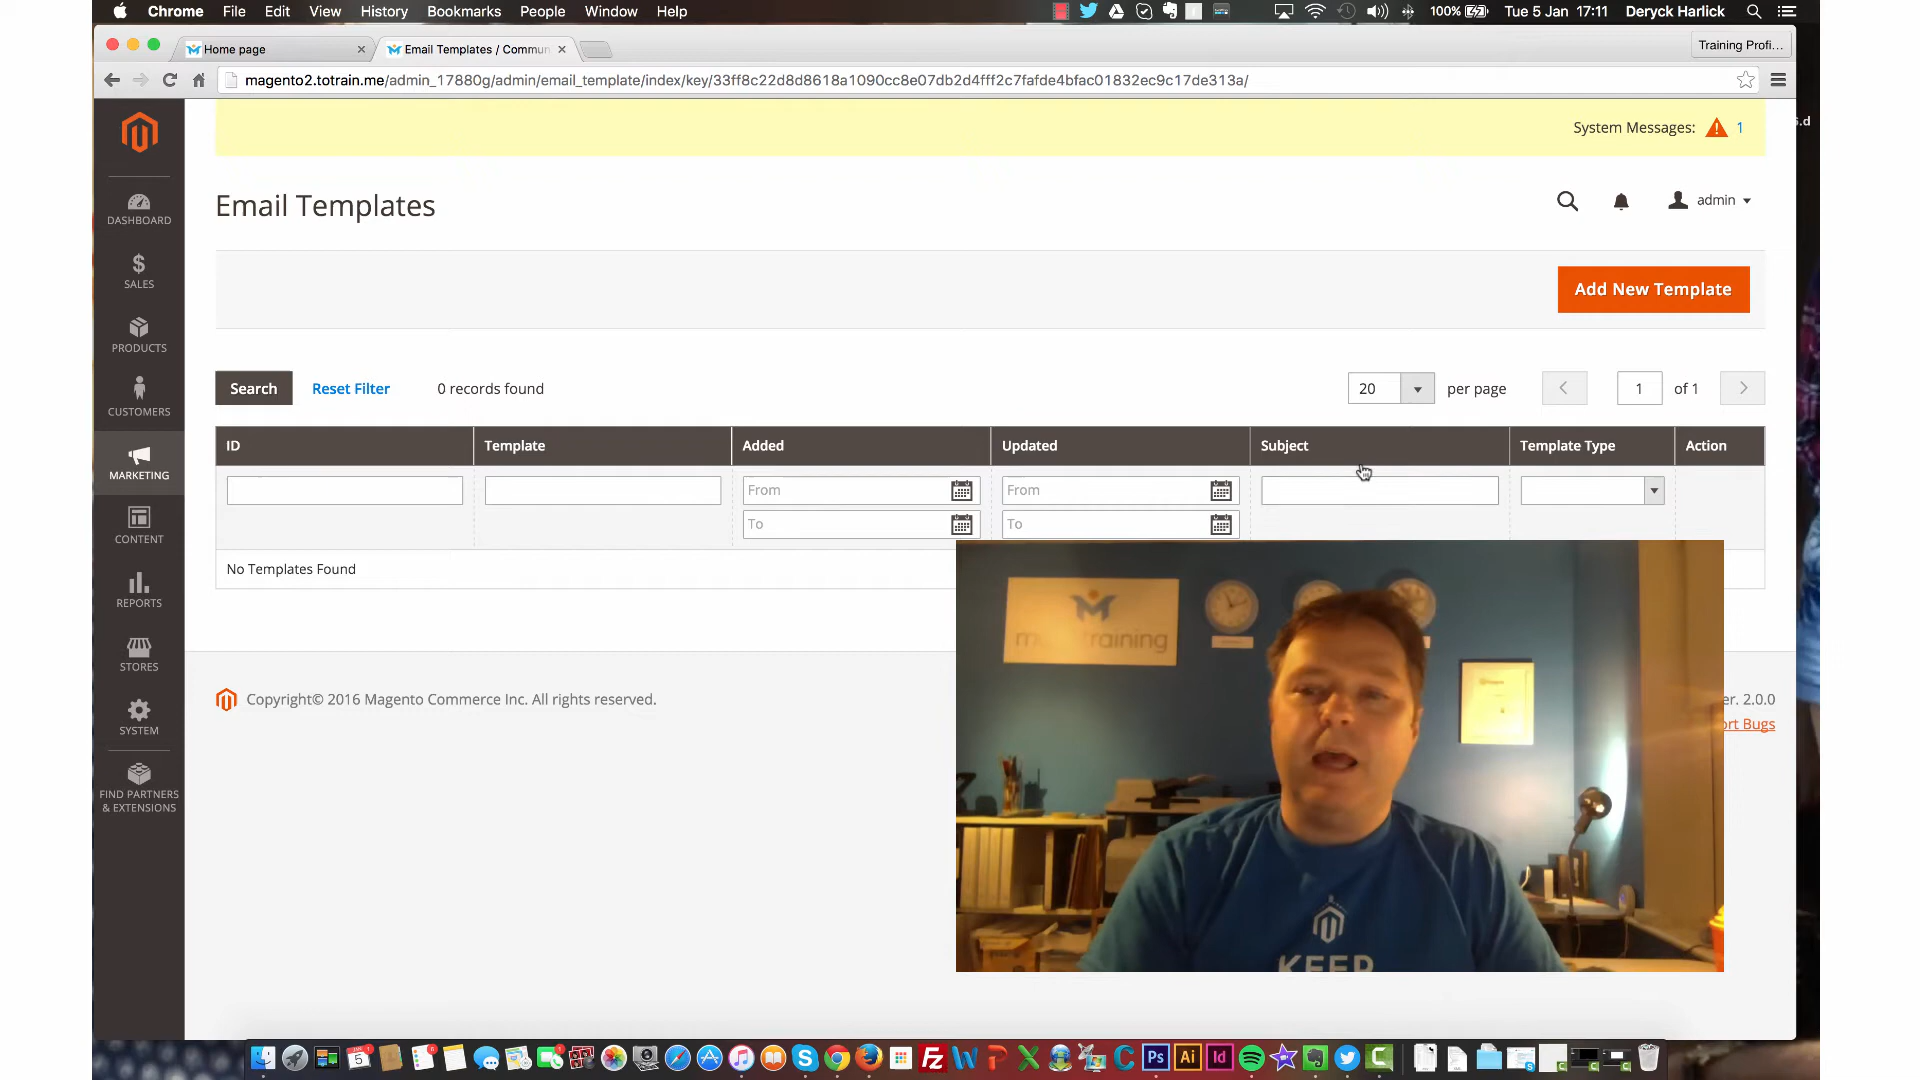 Chrome File Edit View History Bookmarks People Window Help 100% Tue 5 Jan 17:11 Deryck Harlick
Home page Email Templates / Commun Training Profi...
magento2.totrain.me/admin_17880g/admin/email_template/index/key/33ff8c22d8d8618a1090cc8e07db2d4fff2c7fafde4bfac01832ec9c17de313a/
System Messages: 1
Email Templates
admin
Add New Template
Search Reset Filter 0 records found 20 per page 1 of 1
ID Template Added Updated Subject Template Type Action
From From
To To
No Templates Found
DASHBOARD
SALES
PRODUCTS
CUSTOMERS
MARKETING
CONTENT
REPORTS
STORES
SYSTEM
FIND PARTNERS
& EXTENSIONS
Copyright© 2016 Magento Commerce Inc. All rights reserved.
er. 2.0.0
ort Bugs
training
KEEP
6.d